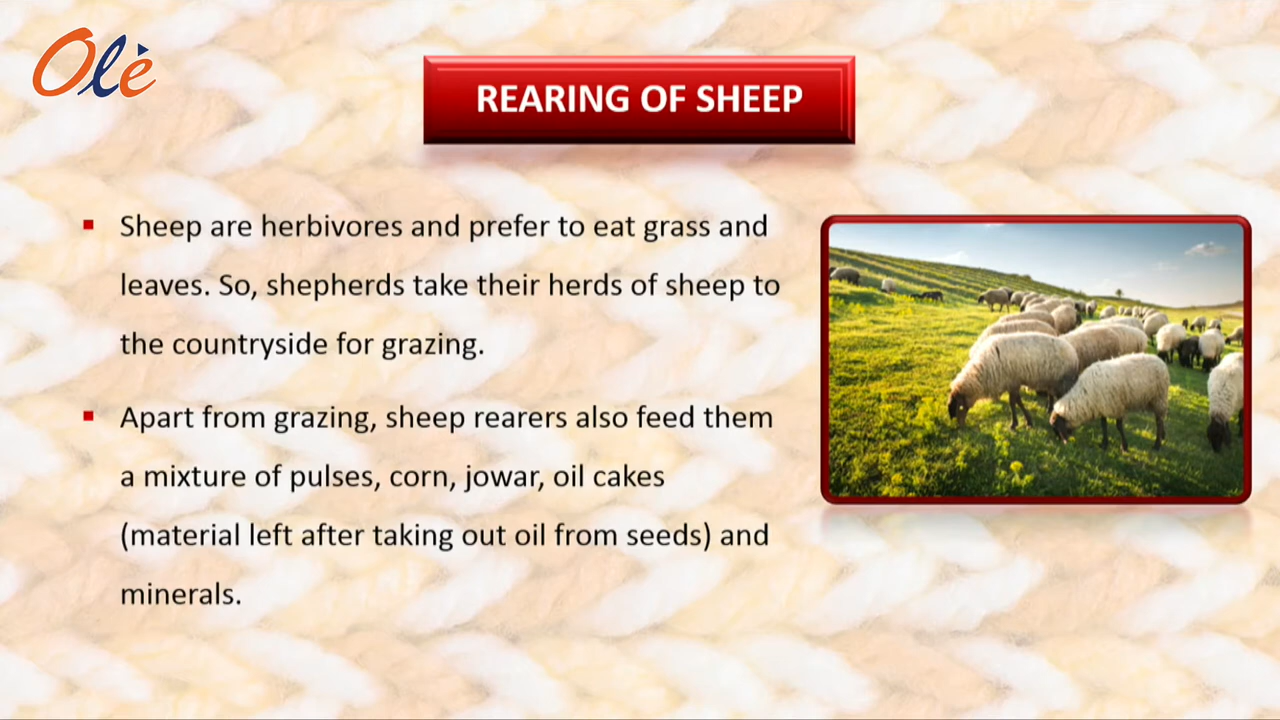 Olė
REARING OF SHEEP
Sheep are herbivores and prefer to eat grass and
leaves. So, shepherds take their herds of sheep to
the countryside for grazing.
Apart from grazing, sheep rearers also feed them
a mixture of pulses, corn, jowar, oil cakes
(material left after taking out oil from seeds) and
minerals.